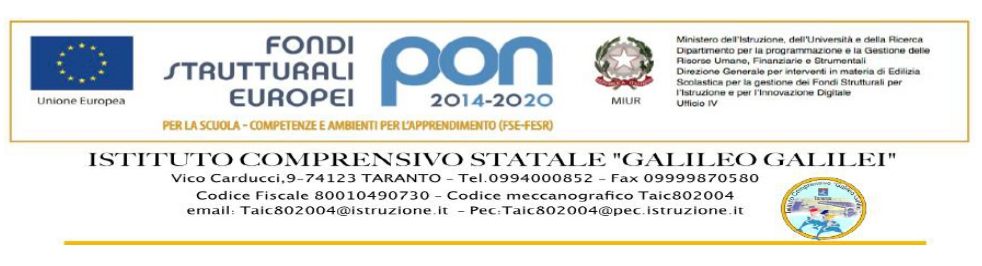 Unione Europea
FONDI
STRUTTURALI
EUROPEI
pon
2014-2020
PER LA SCUOLA - COMPETENZE E AMBIENTI PER L'APPRENDIMENTO (FSE-FESR)
MIUR
Ministero dell'Istruzione, dell'Università e della Ricerca
Dipartimento per la programmazione e la Gestione delle
Risorse Umane, Finanziarie e Strumentali
Direzione Generale per interventi in materia di Edilizia
Scolastica per la gestione dei Fondi Strutturali per
l'Istruzione e per l'Innovazione Digitale
Ufficio IV
ISTITUTO COMPRENSIVO STATALE "GALILEO GALILEI"
Vico Carducci,9-74123 TARANTO - Tel.0994000852 - Fax 09999870580
Codice Fiscale 80010490730 - Codice meccanografico Taic802004
email: Taic802004@istruzione.it - Pec:Taic802004@pec.istruzione.it